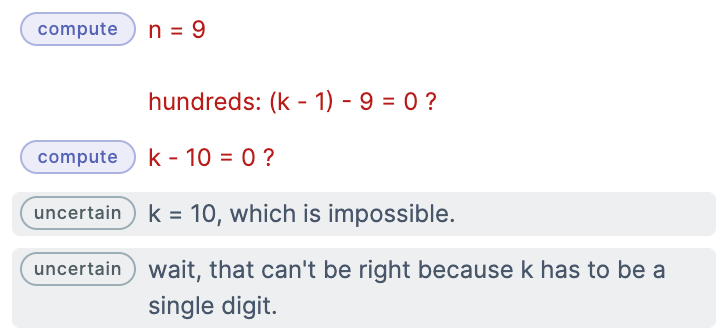 compute n = 9
hundreds: (k - 1) - 9 = 0 ?
compute k - 10 = 0 ?
uncertain k = 10, which is impossible.
uncertain wait, that can't be right because k has to be a
single digit.